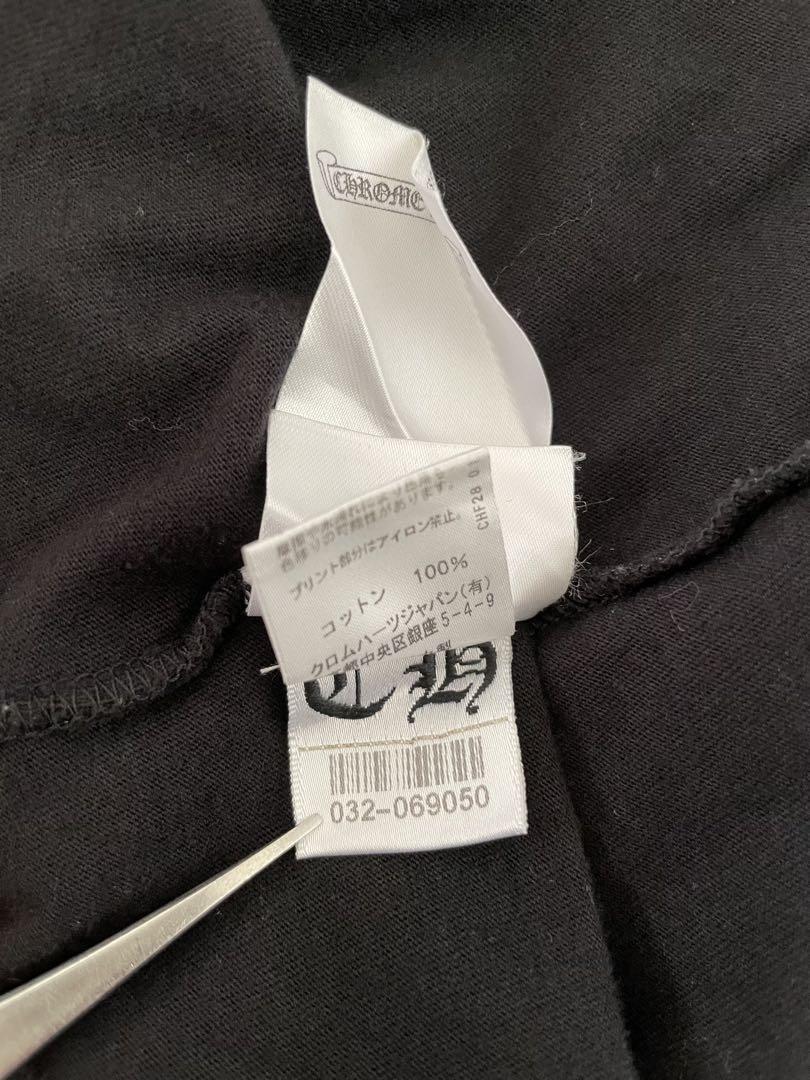 CHROME
色移りの可能性があります。
プリント部分はアイロン禁止。
コットン 100%
クロムハーツジャパン(有)
中央区銀座5-4-9
CHF28
CH
032-069050